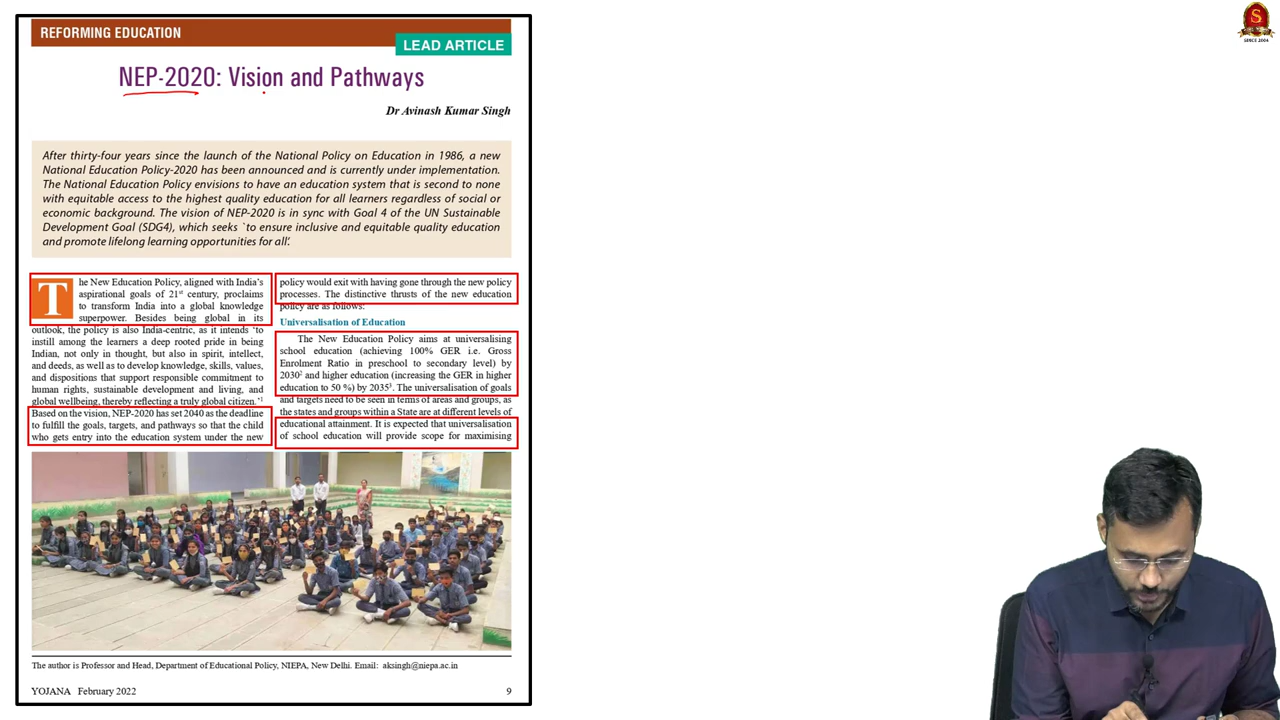 REFORMING EDUCATION
LEAD ARTICLE
NEP-2020: Vision and Pathways
Dr Avinash Kumar Singh
After thirty-four years since the launch of the National Policy on Education in 1986, a new
National Education Policy-2020 has been announced and is currently under implementation.
The National Education Policy envisions to have an education system that is second to none
with equitable access to the highest quality education for all learners regardless of social or
economic background. The vision of NEP-2020 is in sync with Goal 4 of the UN Sustainable
Development Goal (SDG4), which seeks `to ensure inclusive and equitable quality education
and promote lifelong learning opportunities for all'.
The New Education Policy, aligned with India's
aspirational goals of 21st century, proclaims
to transform India into a global knowledge
superpower. Besides being global in its
outlook, the policy is also India-centric, as it intends 'to
instill among the learners a deep rooted pride in being
Indian, not only in thought, but also in spirit, intellect,
and deeds, as well as to develop knowledge, skills, values,
and dispositions that support responsible commitment to
human rights, sustainable development and living, and
global wellbeing, thereby reflecting a truly global citizen.'1
Based on the vision, NEP-2020 has set 2040 as the deadline
to fulfill the goals, targets, and pathways so that the child
who gets entry into the education system under the new
policy would exit with having gone through the new policy
processes. The distinctive thrusts of the new education
policy are as follows:
Universalisation of Education
The New Education Policy aims at universalising
school education (achieving 100% GER i.e. Gross
Enrolment Ratio in preschool to secondary level) by
20302 and higher education (increasing the GER in higher
education to 50 %) by 20353. The universalisation of goals
and targets need to be seen in terms of areas and groups, as
the states and groups within a State are at different levels of
educational attainment. It is expected that universalisation
of school education will provide scope for maximising
The author is Professor and Head, Department of Educational Policy, NIEPA, New Delhi. Email: aksingh@niepa.ac.in
YOJANA February 2022
9
S
SINCE 2004